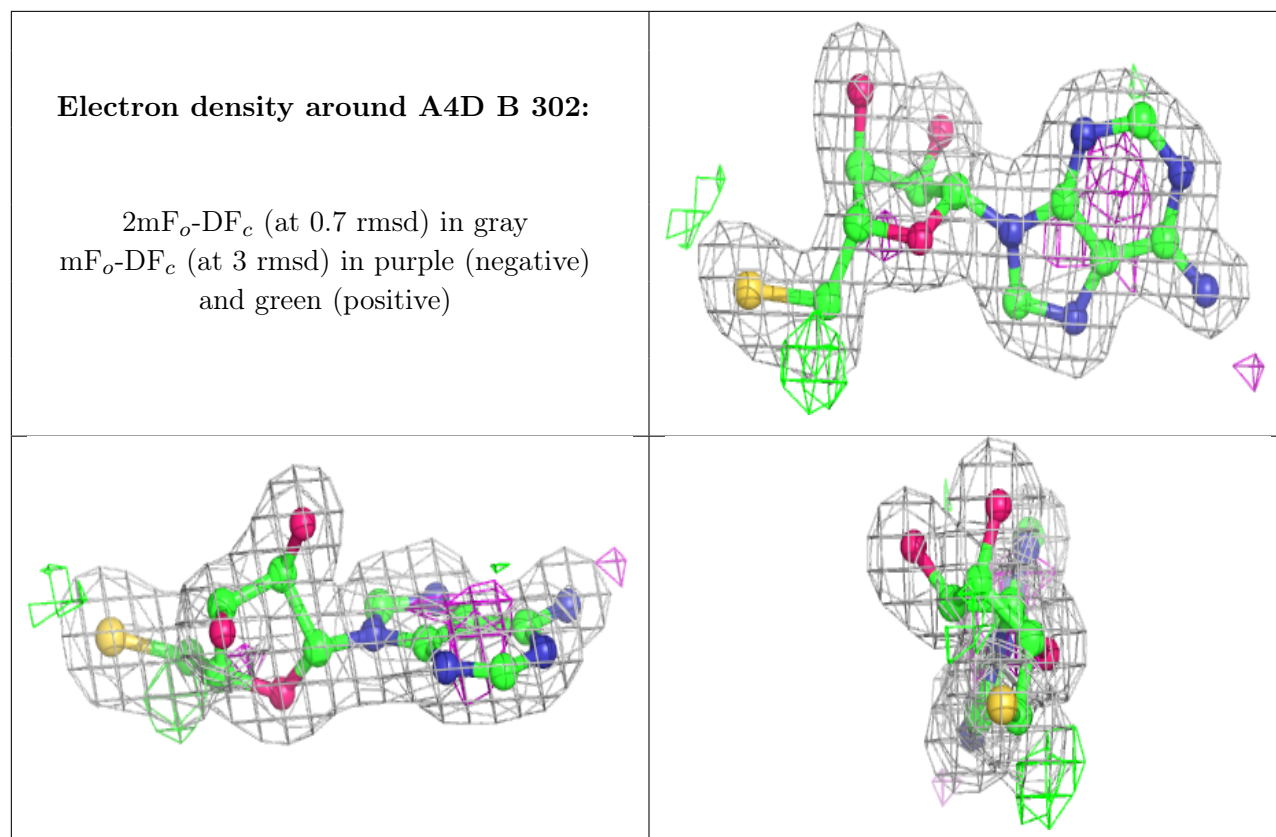 Electron density around A4D B 302:
2mFo-DFc (at 0.7 rmsd) in gray
mFo-DFc (at 3 rmsd) in purple (negative)
and green (positive)